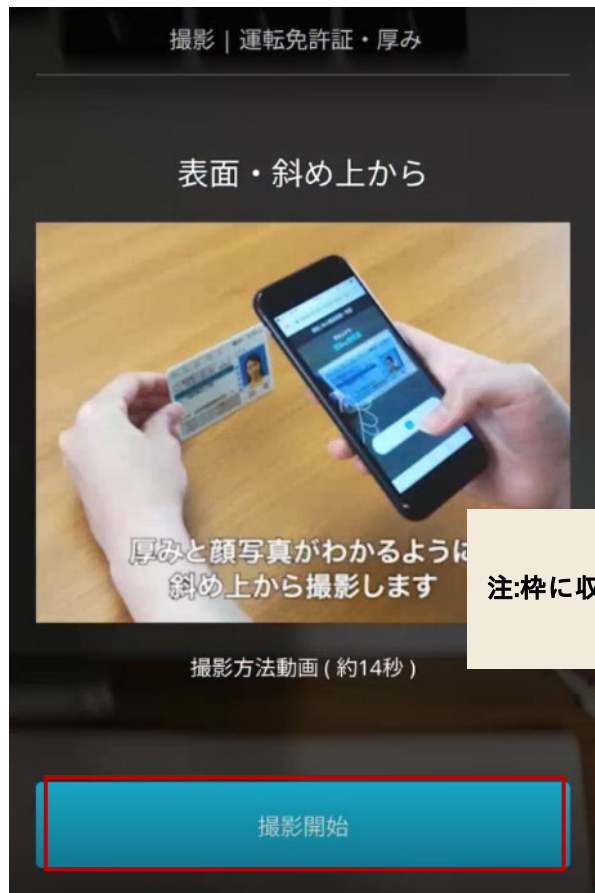 撮影 | 運転免許証・厚み
表面・斜め上から
厚みと顔写真がわかるように
斜め上から撮影します
注:枠に収
撮影方法動画 ( 約14秒 )
撮影開始